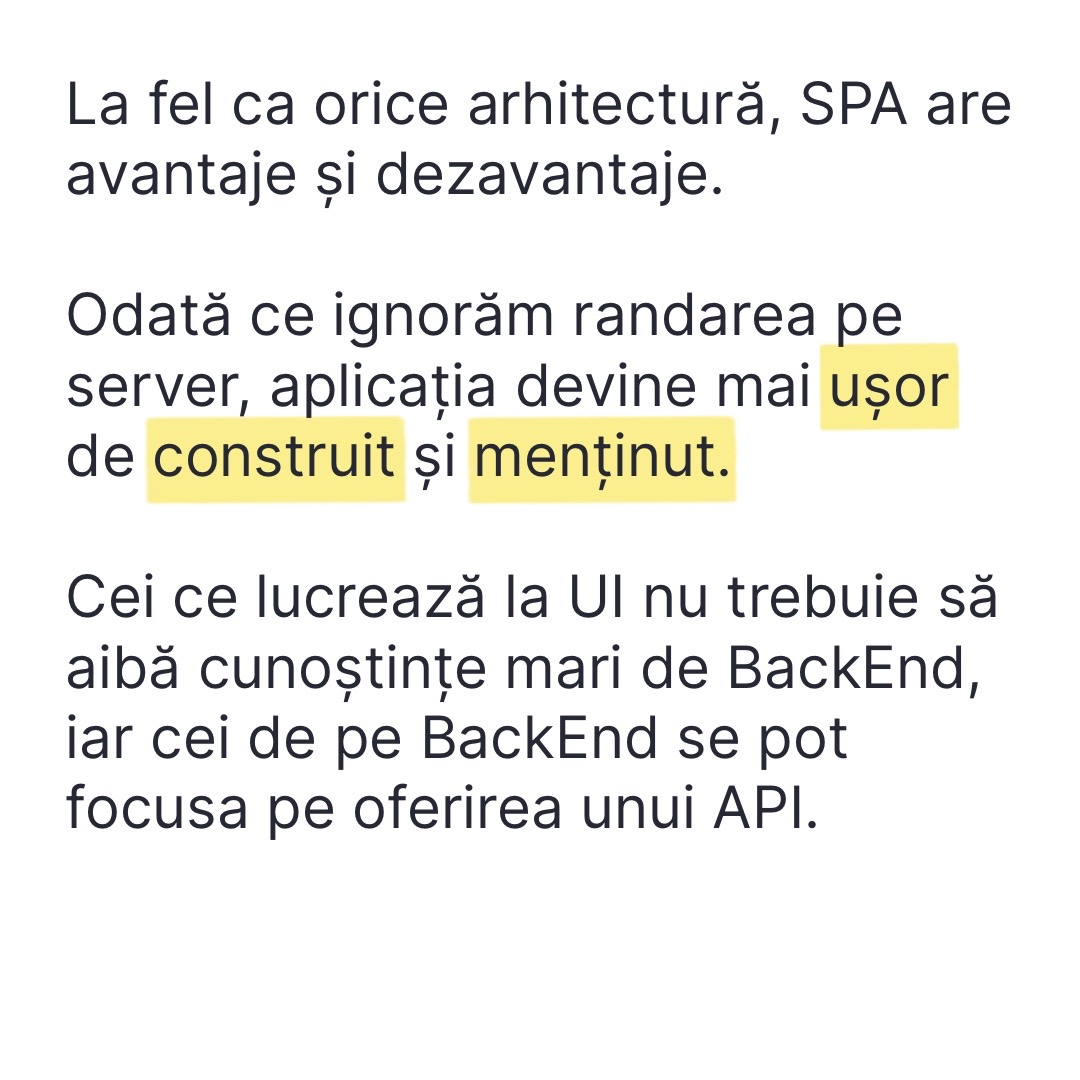 La fel ca orice arhitectură, SPA are
avantaje și dezavantaje.
Odată ce ignorăm randarea pe
server, aplicația devine mai ușor
de construit și menținut.
Cei ce lucrează la UI nu trebuie să
aibă cunoștințe mari de BackEnd,
iar cei de pe BackEnd se pot
focusa pe oferirea unui API.